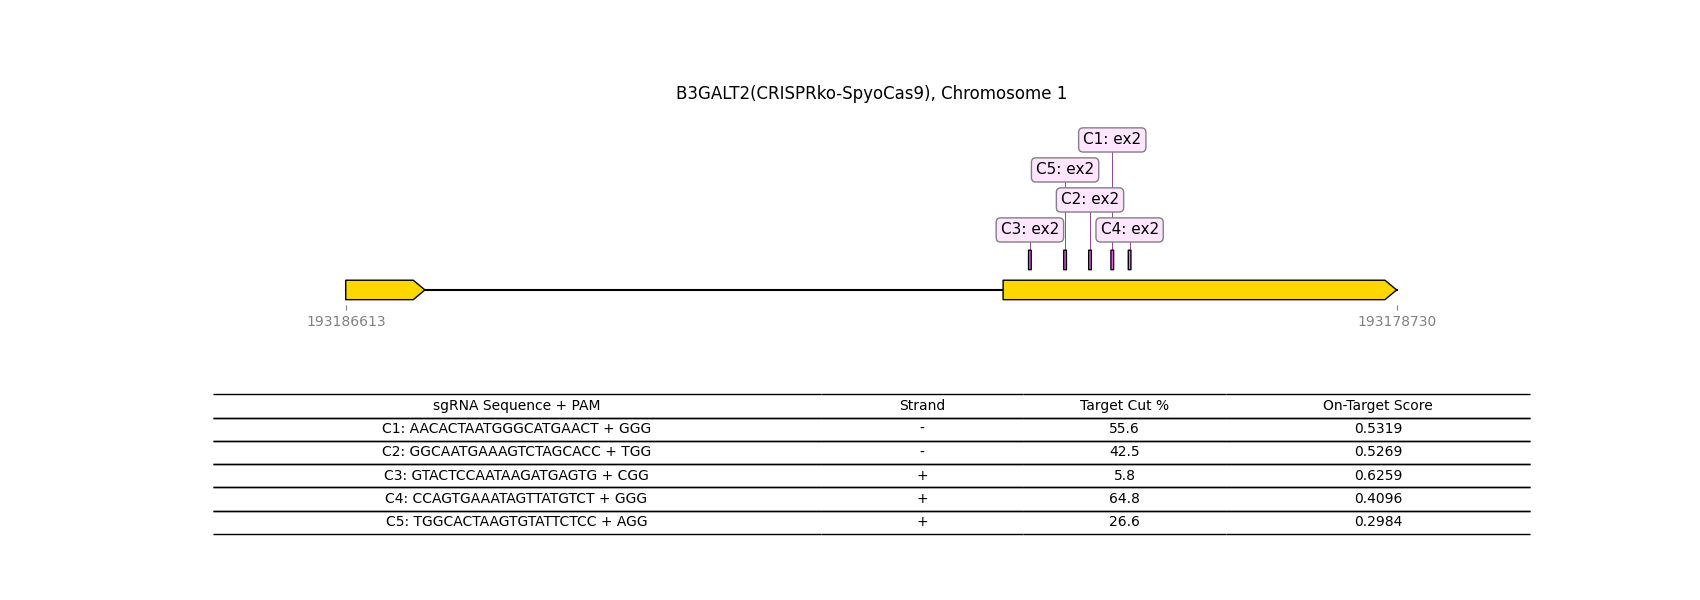 B3GALT2(CRISPRko-SpyoCas9), Chromosome 1
C1: ex2
C5: ex2
C2: ex2
C3: ex2 C4: ex2
193186613 193178730
sgRNA Sequence + PAM Strand Target Cut % On-Target Score
C1: AACACTAATGGGCATGAACT + GGG - 55.6 0.5319
C2: GGCAATGAAAGTCTAGCACC + TGG - 42.5 0.5269
C3: GTACTCCAATAAGATGAGTG + CGG + 5.8 0.6259
C4: CCAGTGAAATAGTTATGTCT + GGG + 64.8 0.4096
C5: TGGCACTAAGTGTATTCTCC + AGG + 26.6 0.2984